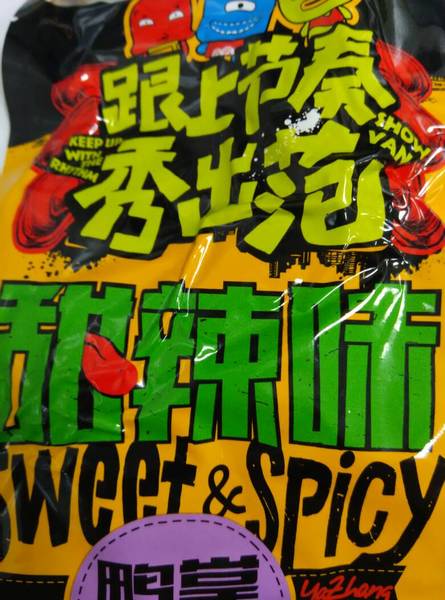 跟上节奏
KEEP UP
WITH THE
RHYTHM
SHOW
VAN
秀出范
甜辣味
Sweet & Spicy
鸭掌
YaZhang